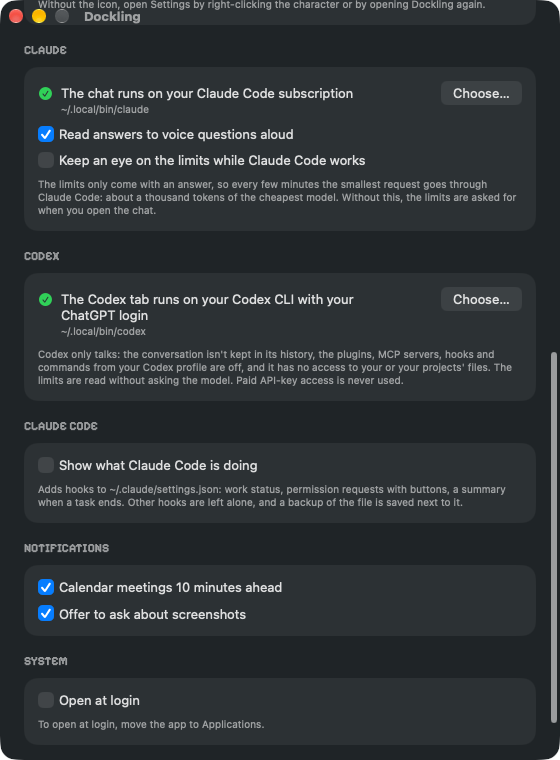 Without the icon, open Settings by right-clicking the character or by opening Dockling again.
Dockling
CLAUDE
The chat runs on your Claude Code subscription
Choose...
~/.local/bin/claude
Read answers to voice questions aloud
Keep an eye on the limits while Claude Code works
The limits only come with an answer, so every few minutes the smallest request goes through
Claude Code: about a thousand tokens of the cheapest model. Without this, the limits are asked for
when you open the chat.
CODEX
The Codex tab runs on your Codex CLI with your
ChatGPT login
Choose...
~/.local/bin/codex
Codex only talks: the conversation isn't kept in its history, the plugins, MCP servers, hooks and
commands from your Codex profile are off, and it has no access to your or your projects' files. The
limits are read without asking the model. Paid API-key access is never used.
CLAUDE CODE
Show what Claude Code is doing
Adds hooks to ~/.claude/settings.json: work status, permission requests with buttons, a summary
when a task ends. Other hooks are left alone, and a backup of the file is saved next to it.
NOTIFICATIONS
Calendar meetings 10 minutes ahead
Offer to ask about screenshots
SYSTEM
Open at login
To open at login, move the app to Applications.